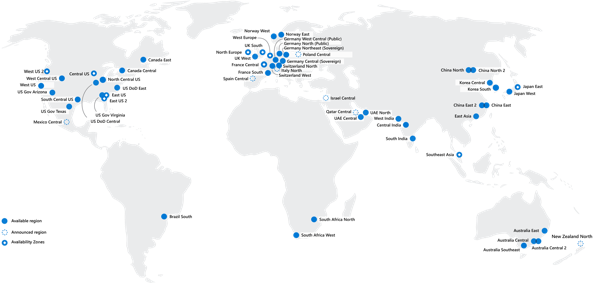 Norway West
Norway East
West Europe
Germany West Central (Public)
Germany North (Public)
Germany Northeast (Sovereign)
UK South
North Europe
UK West
Poland Central
Germany Central (Sovereign)
France Central
Switzerland North
Italy North
France South
Switzerland West
Spain Central
Canada East
Canada Central
West US 2
Central US
West Central US
North Central US
West US
US DoD East
US Gov Arizona
East US
South Central US
East US 2
US Gov Texas
US Gov Virginia
US DoD Central
Mexico Central
Israel Central
Qatar Central
UAE North
UAE Central
West India
Central India
South India
China North
China North 2
Korea Central
Korea South
Japan East
Japan West
China East 2
China East
East Asia
Southeast Asia
Brazil South
South Africa North
South Africa West
Australia East
New Zealand North
Australia Central
Australia Central 2
Australia Southeast
Available region
Announced region
Availability Zones